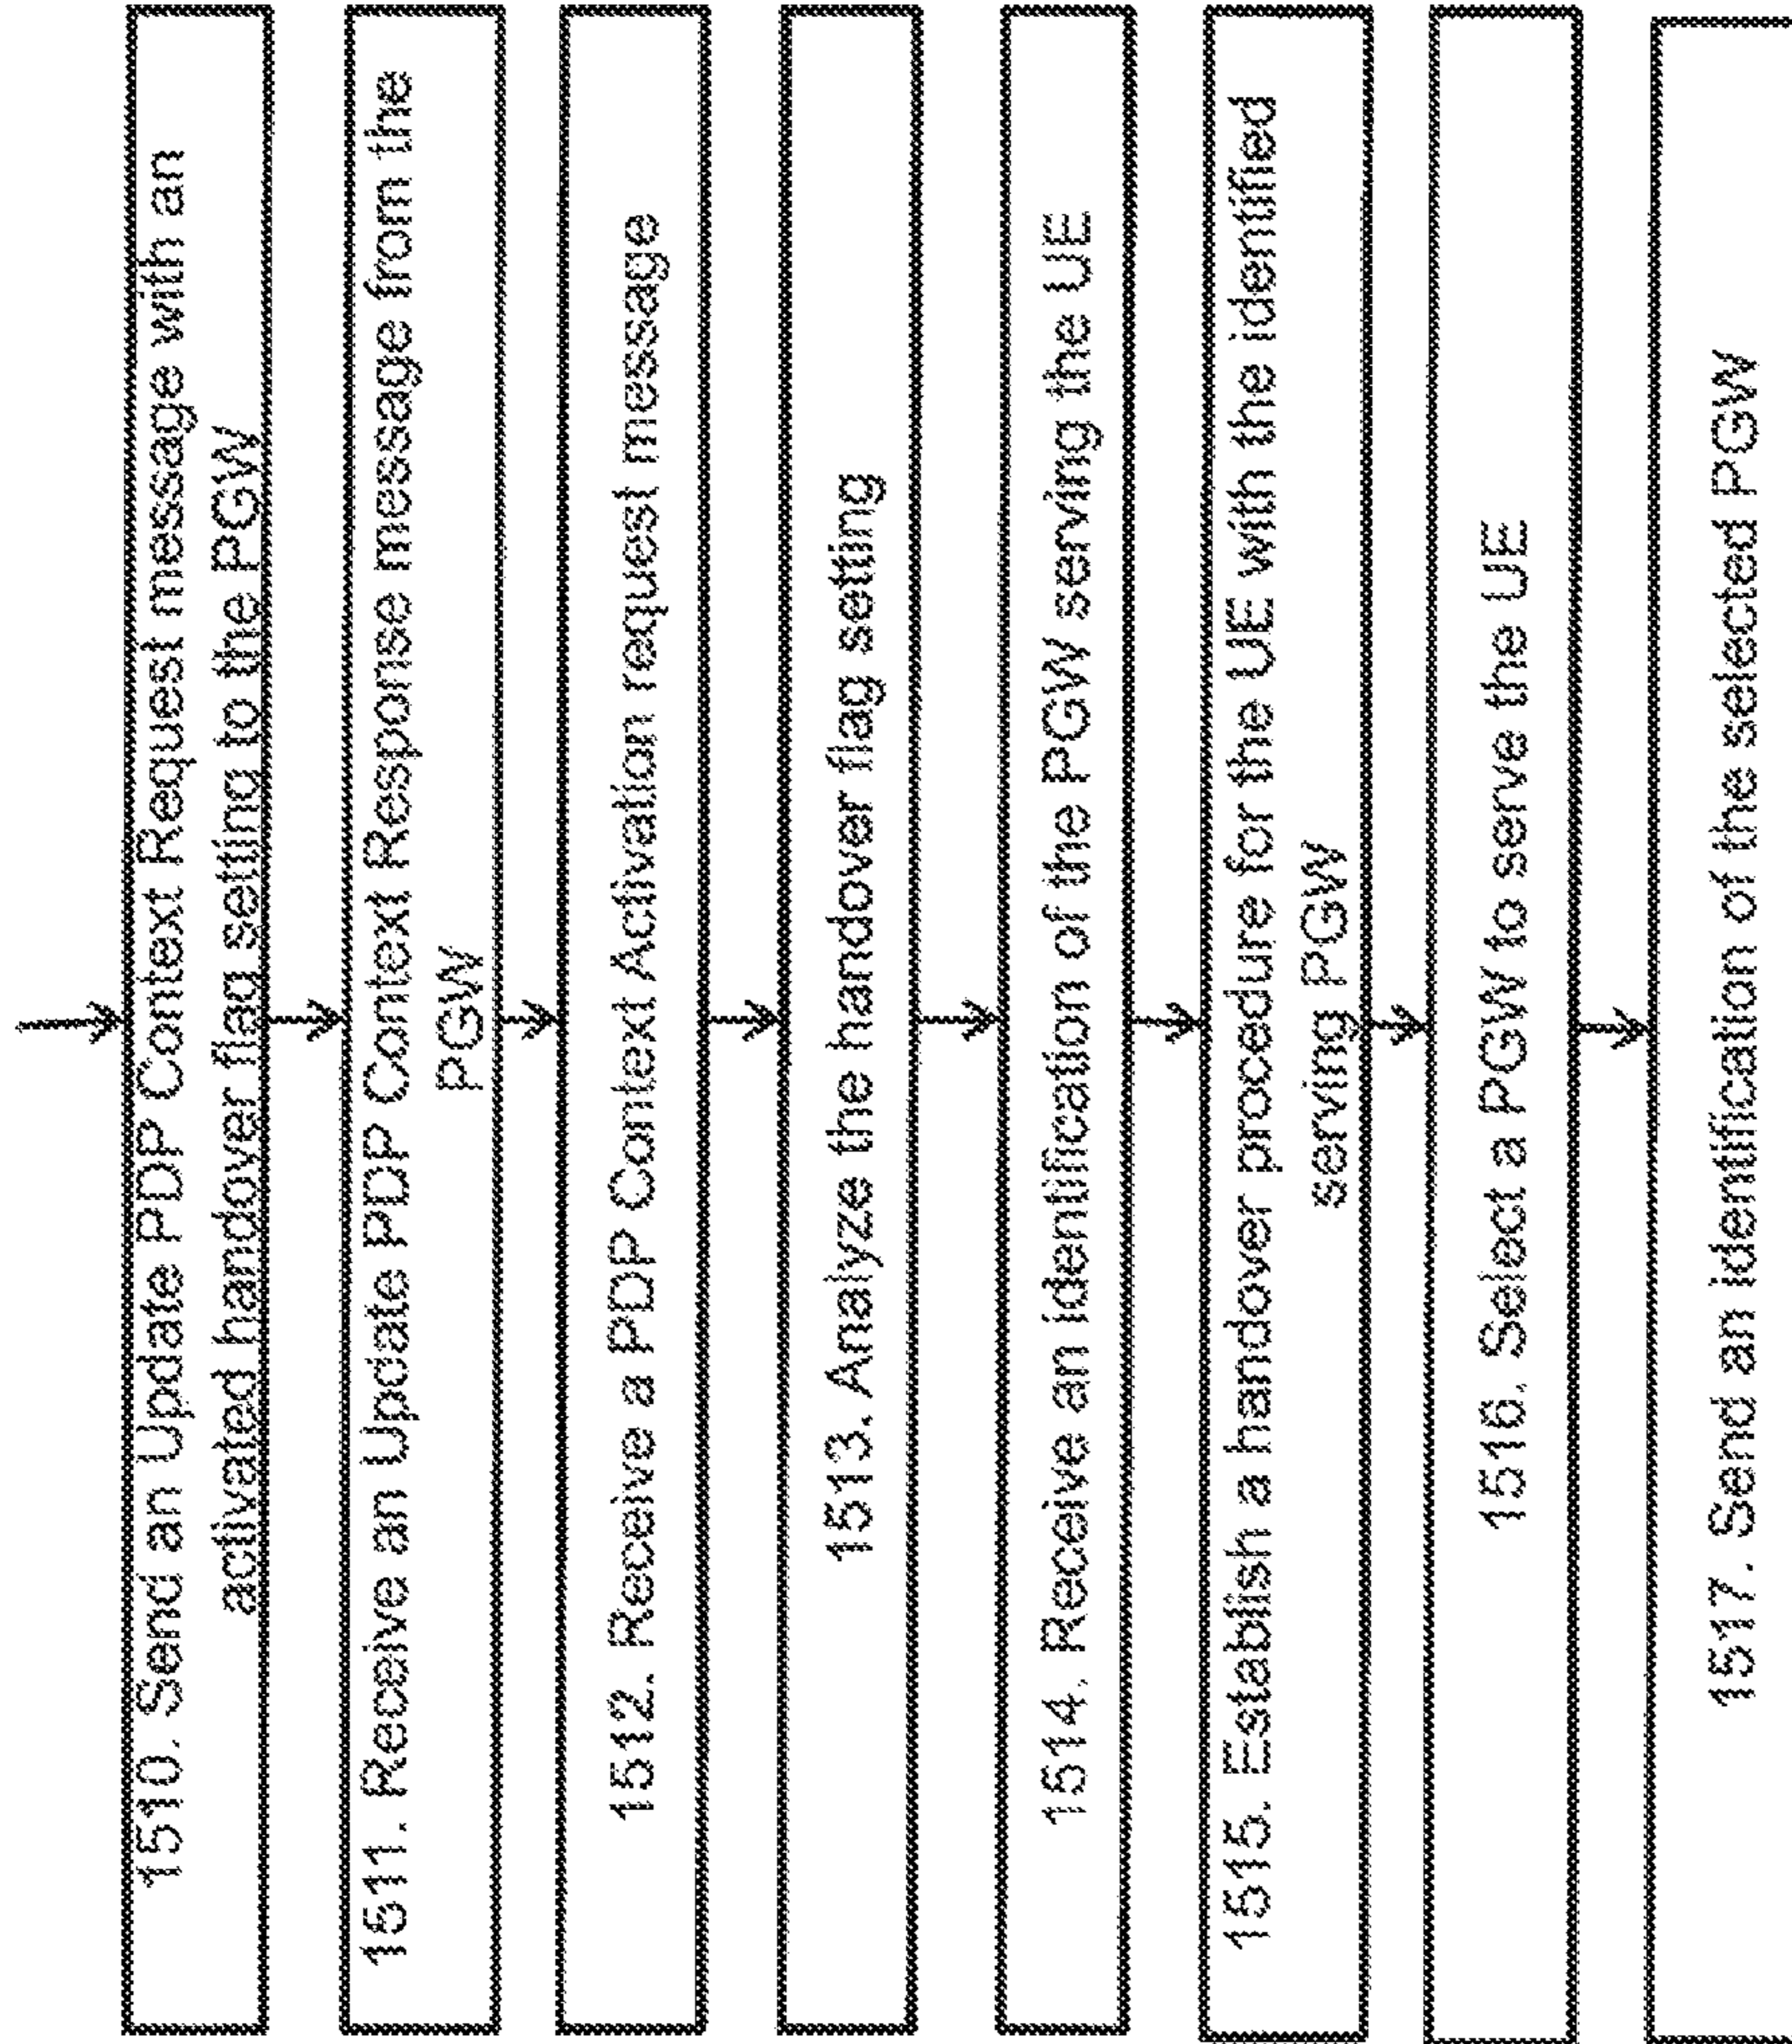 1510. Send an Update PDP Context Request message with an
activated handover flag setting to the PGW
1511. Receive an Update PDP Context Response message from the
PGW
1512. Receive a PDP Context Activation request message
1513. Analyze the handover flag setting
1514. Receive an identification of the PGW serving the UE
1515. Establish a handover procedure for the UE with the identified
serving PGW
1516. Select a PGW to serve the UE
1517. Send an identification of the selected PGW